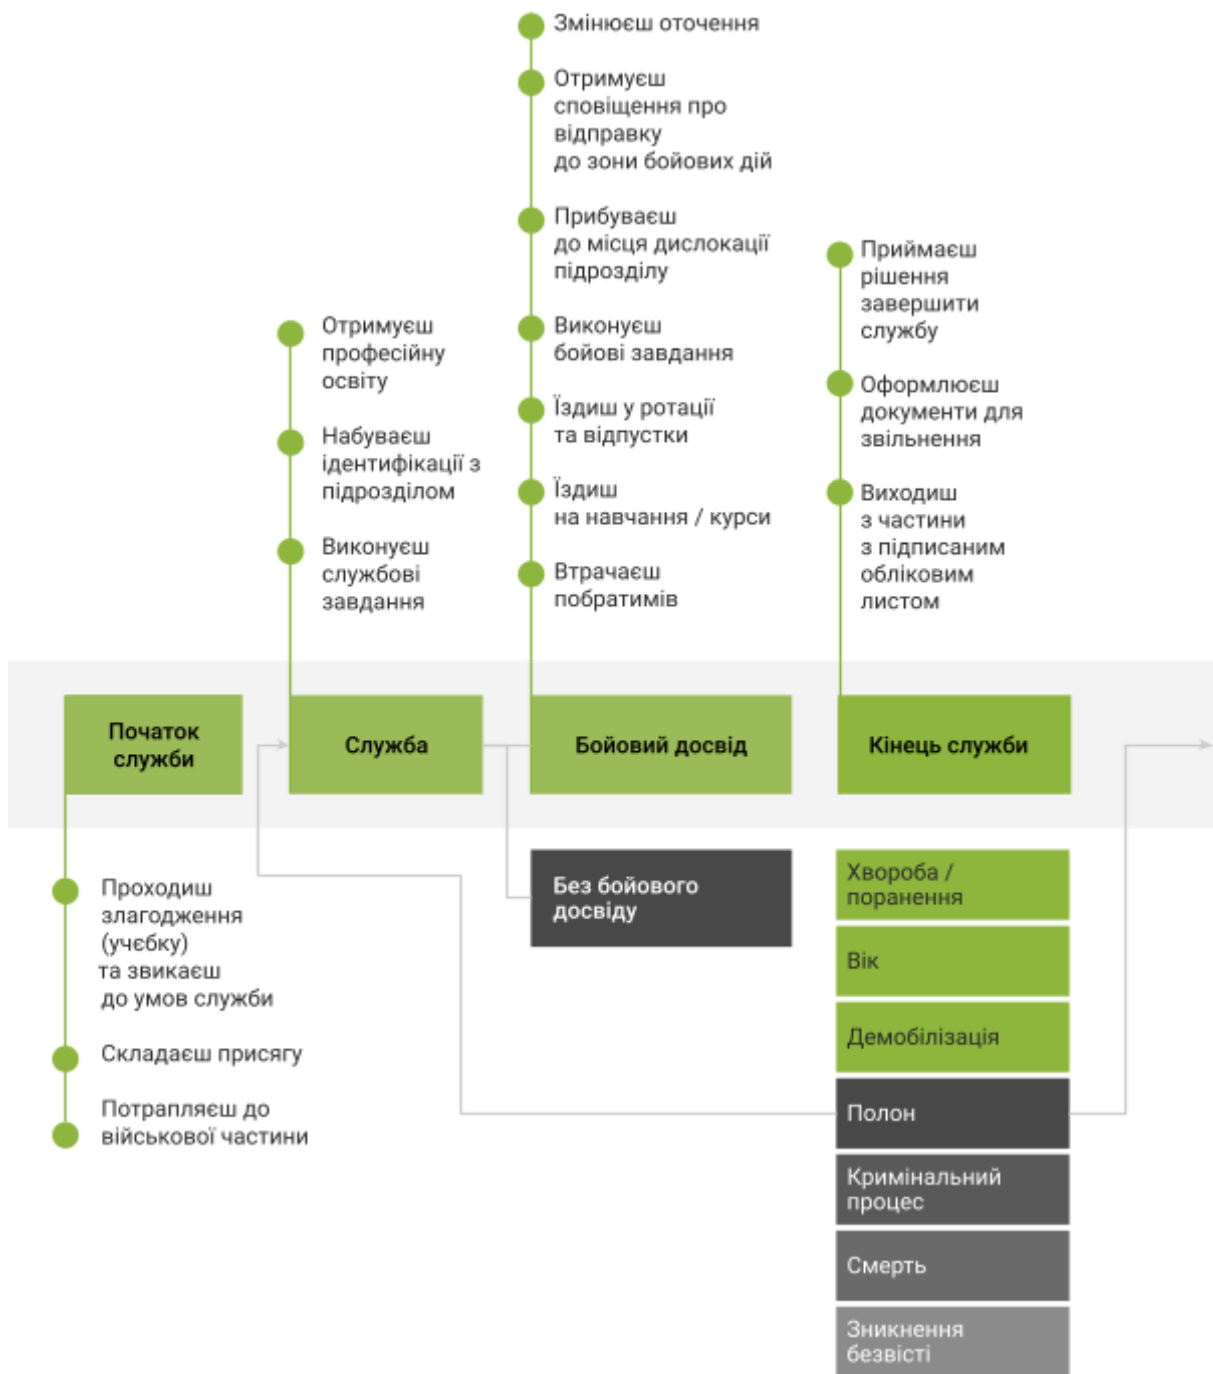 Змінюєш оточення
Отримуєш
сповіщення про
відправку
до зони бойових дій
Прибуваєш
до місця дислокації
підрозділу
Виконуєш
бойові завдання
Їздиш у ротації
та відпустки
Їздиш
на навчання / курси
Втрачаєш
побратимів
Отримуєш
професійну
освіту
Набуваєш
ідентифікації з
підрозділом
Виконуєш
службові
завдання
Приймаєш
рішення
завершити
службу
Оформлюєш
документи для
звільнення
Виходиш
з частини
з підписаним
обліковим
листом
Початок
служби
Служба
Бойовий досвід
Кінець служби
Проходиш
злагодження
(учєбку)
та звикаєш
до умов служби
Складаєш присягу
Потрапляєш до
військової частини
Без бойового
досвіду
Хвороба /
поранення
Вік
Демобілізація
Полон
Кримінальний
процес
Смерть
Зникнення
безвісті